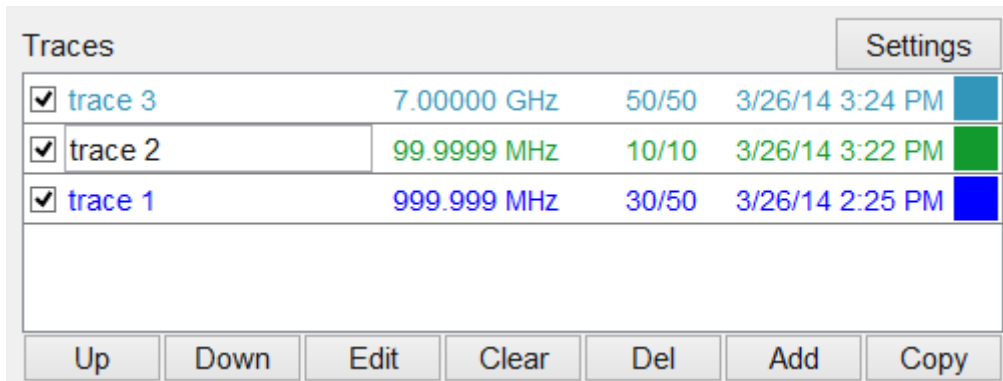 Traces Settings
trace 3 7.00000 GHz 50/50 3/26/14 3:24 PM
trace 2 99.9999 MHz 10/10 3/26/14 3:22 PM
trace 1 999.999 MHz 30/50 3/26/14 2:25 PM
Up Down Edit Clear Del Add Copy